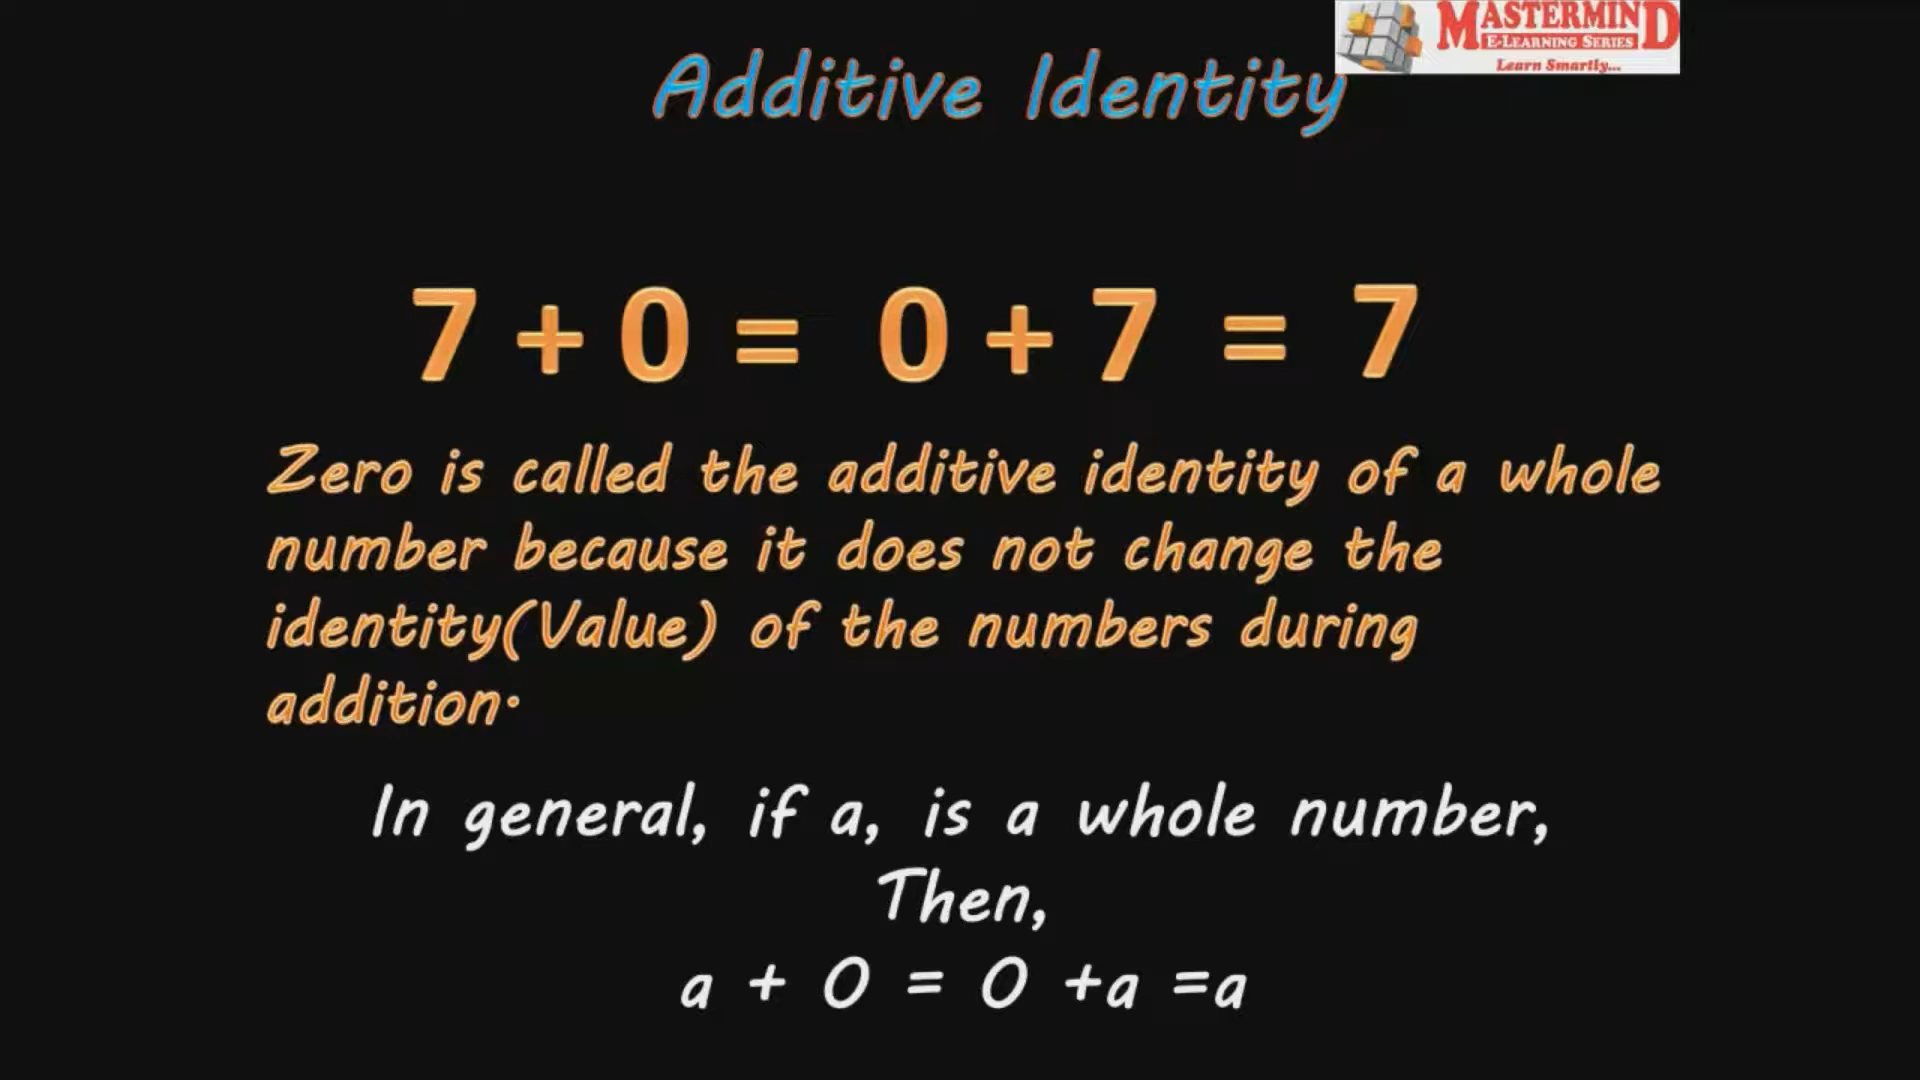 MASTERMIND
E-LEARNING SERIES
Learn Smartly...
Additive Identity
7 + 0 = 0 + 7 = 7
Zero is called the additive identity of a whole
number because it does not change the
identity(Value) of the numbers during
addition.
In general, if a, is a whole number,
Then,
a + 0 = 0 +a =a